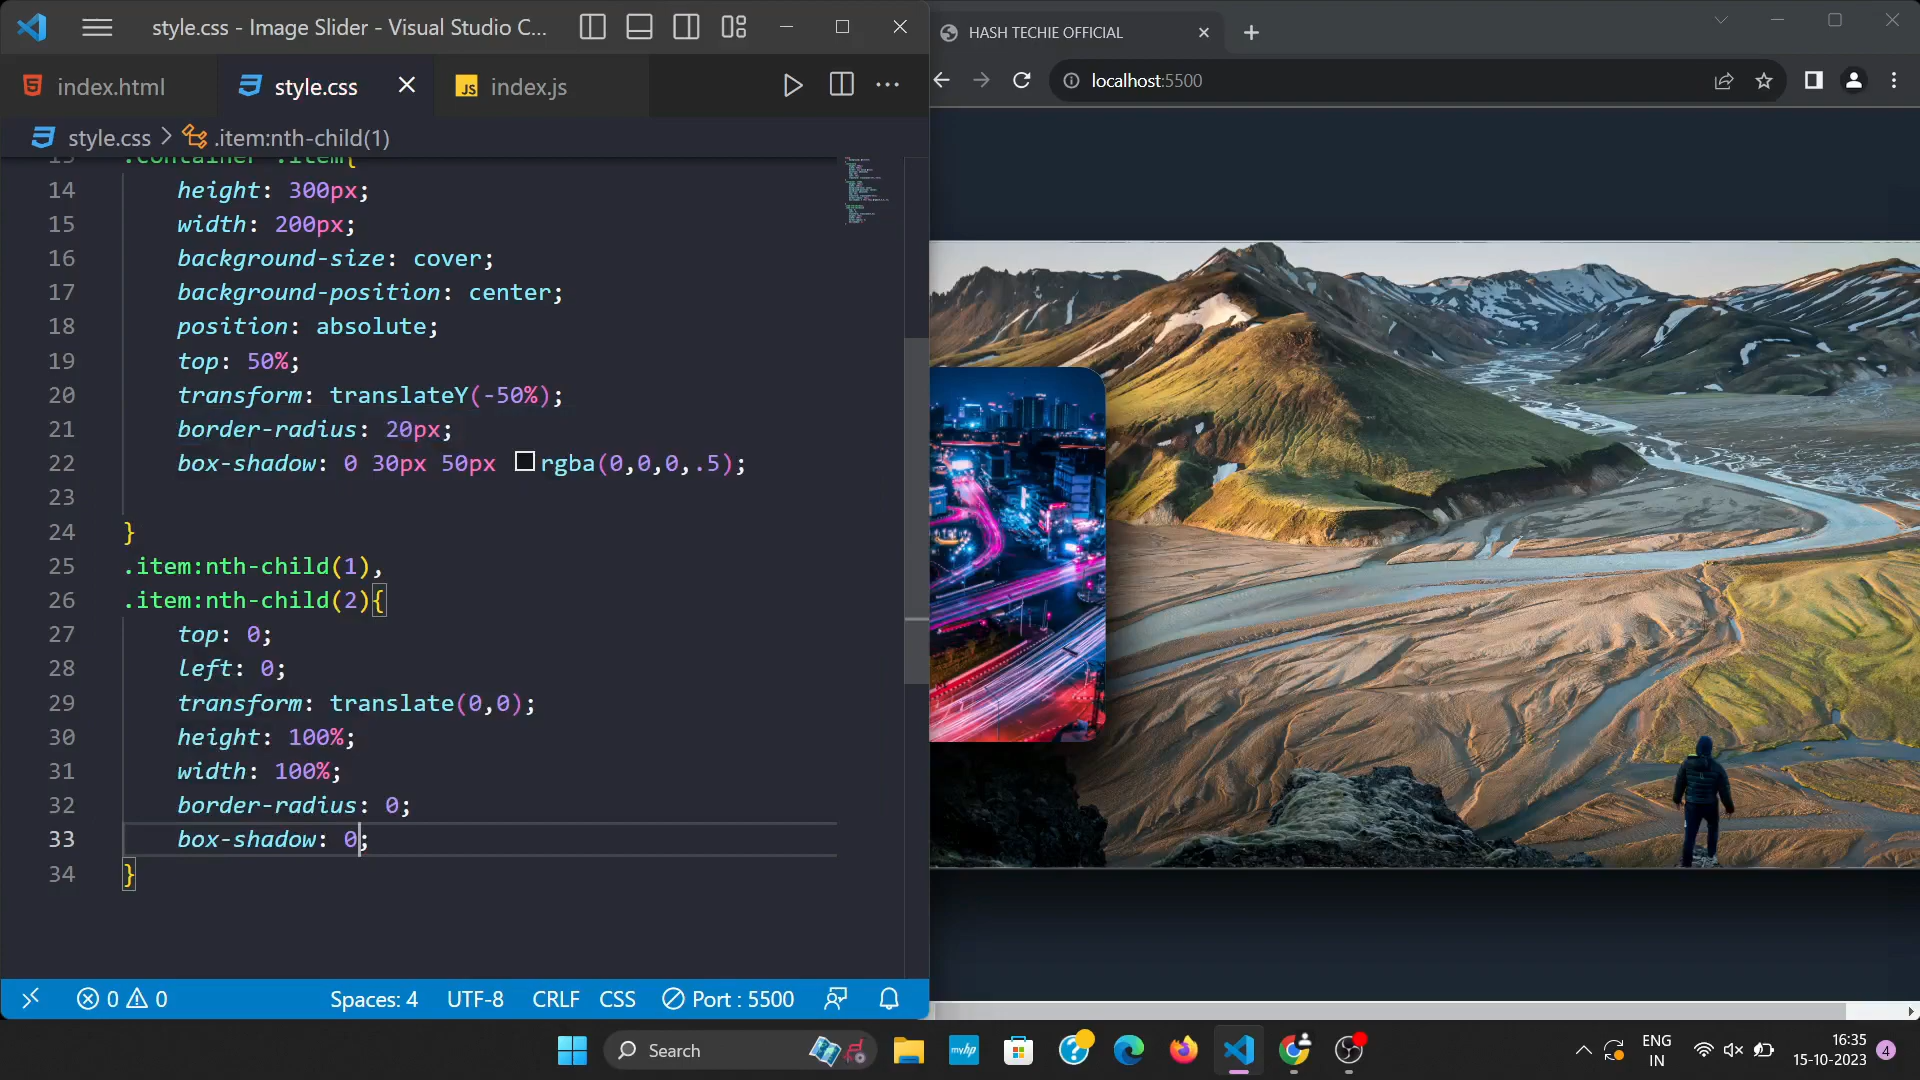 style.css - Image Slider - Visual Studio C...
index.html
style.css
JS index.js
style.css > .item:nth-child(1)
13 .container .item{
14 height: 300px;
15 width: 200px;
16 background-size: cover;
17 background-position: center;
18 position: absolute;
19 top: 50%;
20 transform: translateY(-50%);
21 border-radius: 20px;
22 box-shadow: 0 30px 50px rgba(0,0,0,.5);
23
24 }
25 .item:nth-child(1),
26 .item:nth-child(2){
27 top: 0;
28 left: 0;
29 transform: translate(0,0);
30 height: 100%;
31 width: 100%;
32 border-radius: 0;
33 box-shadow: 0;
34 }
0 0
Spaces: 4 UTF-8 CRLF CSS Port : 5500
HASH TECHIE OFFICIAL
localhost:5500
Search
myhp
ENG
IN
16:35
15-10-2023
4